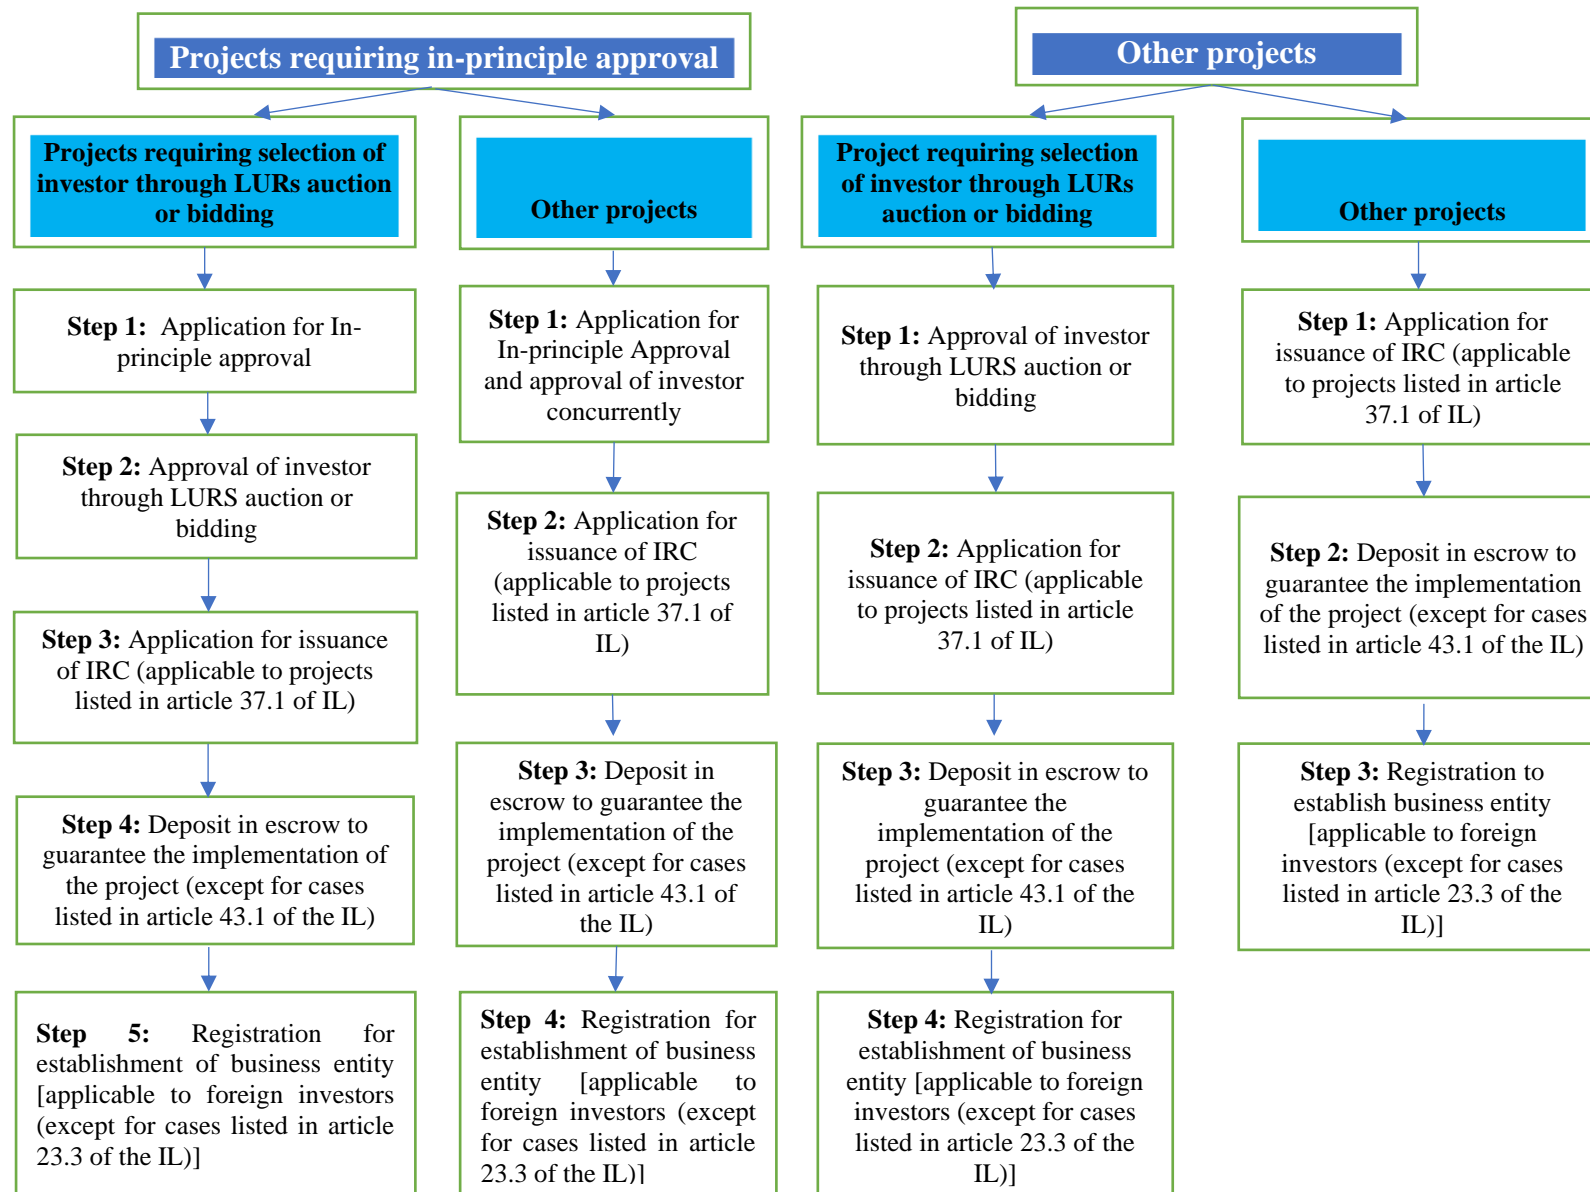 Projects requiring in-principle approval
Other projects
Projects requiring selection of
investor through LURs auction
or bidding
Other projects
Project requiring selection
of investor through LURs
auction or bidding
Other projects
Step 1: Application for In-
principle approval
Step 2: Approval of investor
through LURS auction or
bidding
Step 3: Application for issuance
of IRC (applicable to projects
listed in article 37.1 of IL)
Step 4: Deposit in escrow to
guarantee the implementation of
the project (except for cases
listed in article 43.1 of the IL)
Step 5: Registration for
establishment of business entity
[applicable to foreign investors
(except for cases listed in article
23.3 of the IL)]
Step 1: Application for
In-principle Approval
and approval of investor
concurrently
Step 2: Application for
issuance of IRC
(applicable to projects
listed in article 37.1 of
IL)
Step 3: Deposit in
escrow to guarantee the
implementation of the
project (except for cases
listed in article 43.1 of
the IL)
Step 4: Registration for
establishment of business
entity [applicable to
foreign investors (except
for cases listed in article
23.3 of the IL)]
Step 1: Approval of investor
through LURS auction or
bidding
Step 2: Application for
issuance of IRC (applicable
to projects listed in article
37.1 of IL)
Step 3: Deposit in escrow to
guarantee the
implementation of the
project (except for cases
listed in article 43.1 of the
IL)
Step 4: Registration for
establishment of business
entity [applicable to foreign
investors (except for cases
listed in article 23.3 of the
IL)]
Step 1: Application for
issuance of IRC (applicable
to projects listed in article
37.1 of IL)
Step 2: Deposit in escrow to
guarantee the implementation
of the project (except for cases
listed in article 43.1 of the IL)
Step 3: Registration to
establish business entity
[applicable to foreign
investors (except for cases
listed in article 23.3 of the
IL)]